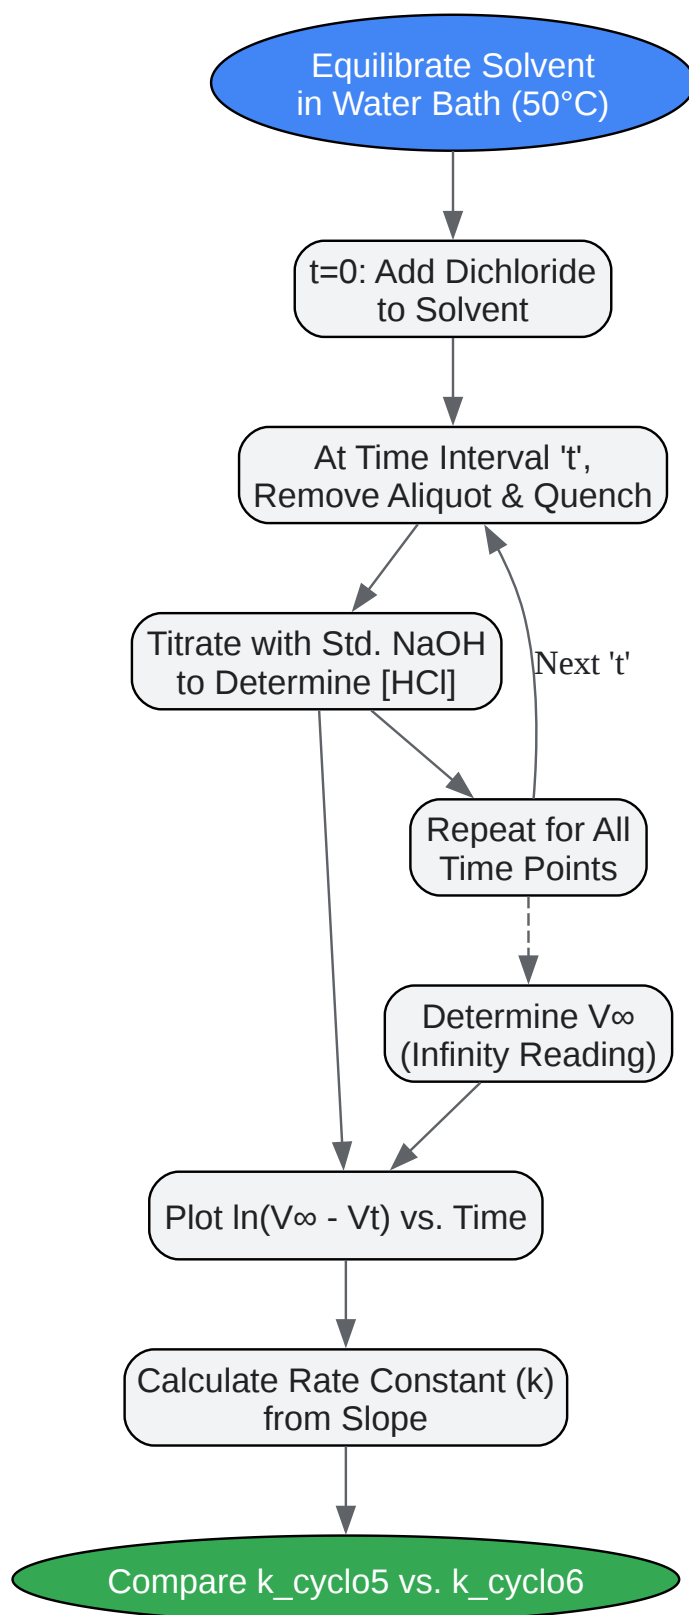 Equilibrate Solvent
in Water Bath (50°C)
t=0: Add Dichloride
to Solvent
At Time Interval 't',
Remove Aliquot & Quench
Titrate with Std. NaOH
to Determine [HCl]
Next 't'
Repeat for All
Time Points
Determine V∞
(Infinity Reading)
Plot ln(V∞ - Vt) vs. Time
Calculate Rate Constant (k)
from Slope
Compare k_cyclo5 vs. k_cyclo6